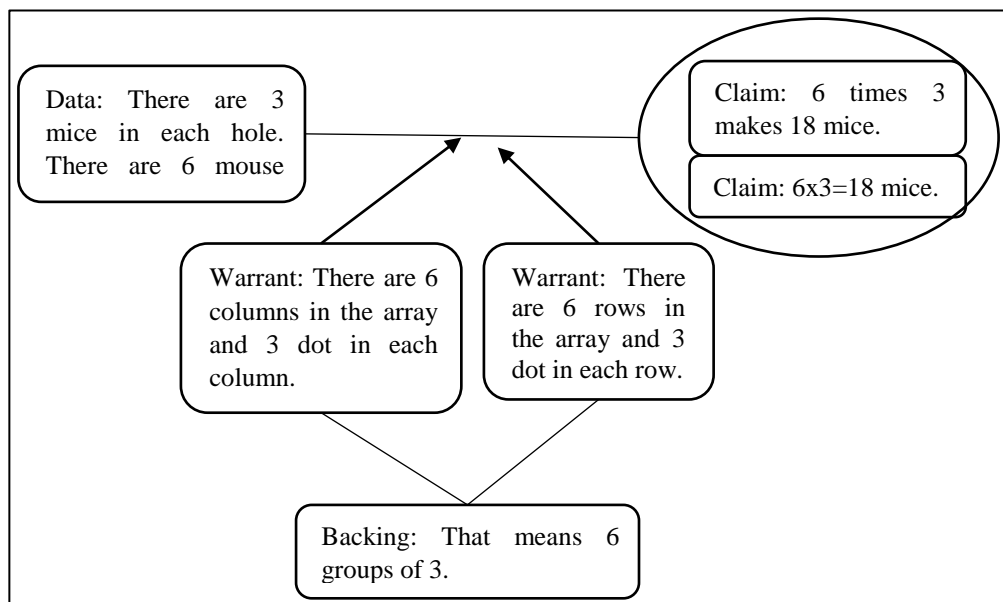 Data: There are 3
mice in each hole.
There are 6 mouse
Claim: 6 times 3
makes 18 mice.
Claim: 6x3=18 mice.
Warrant: There are 6
columns in the array
and 3 dot in each
column.
Warrant: There
are 6 rows in
the array and 3
dot in each row.
Backing: That means 6
groups of 3.